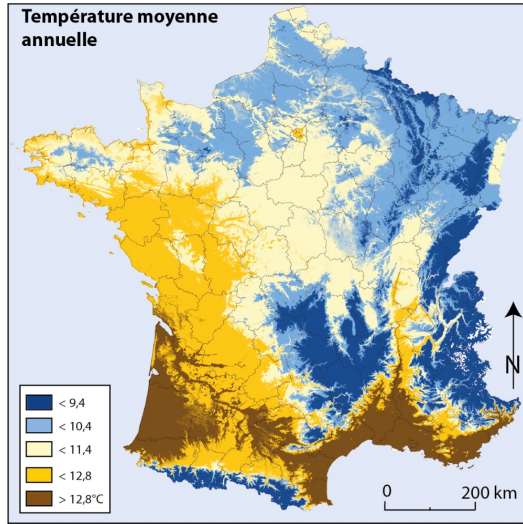 Température moyenne
annuelle
N
< 9,4
< 10,4
< 11,4
< 12,8
> 12,8°C
0 200 km